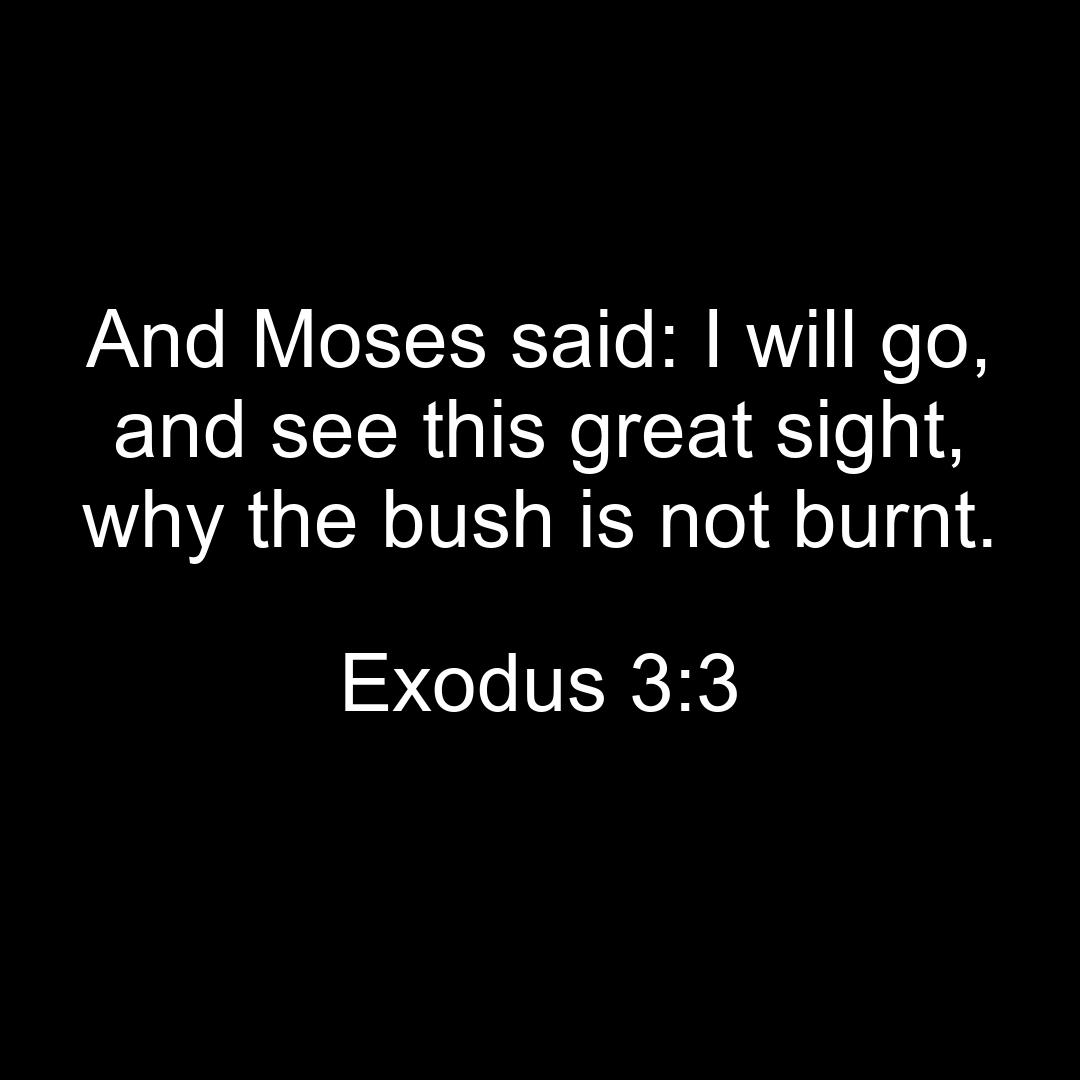 And Moses said: I will go,
and see this great sight,
why the bush is not burnt.
Exodus 3:3